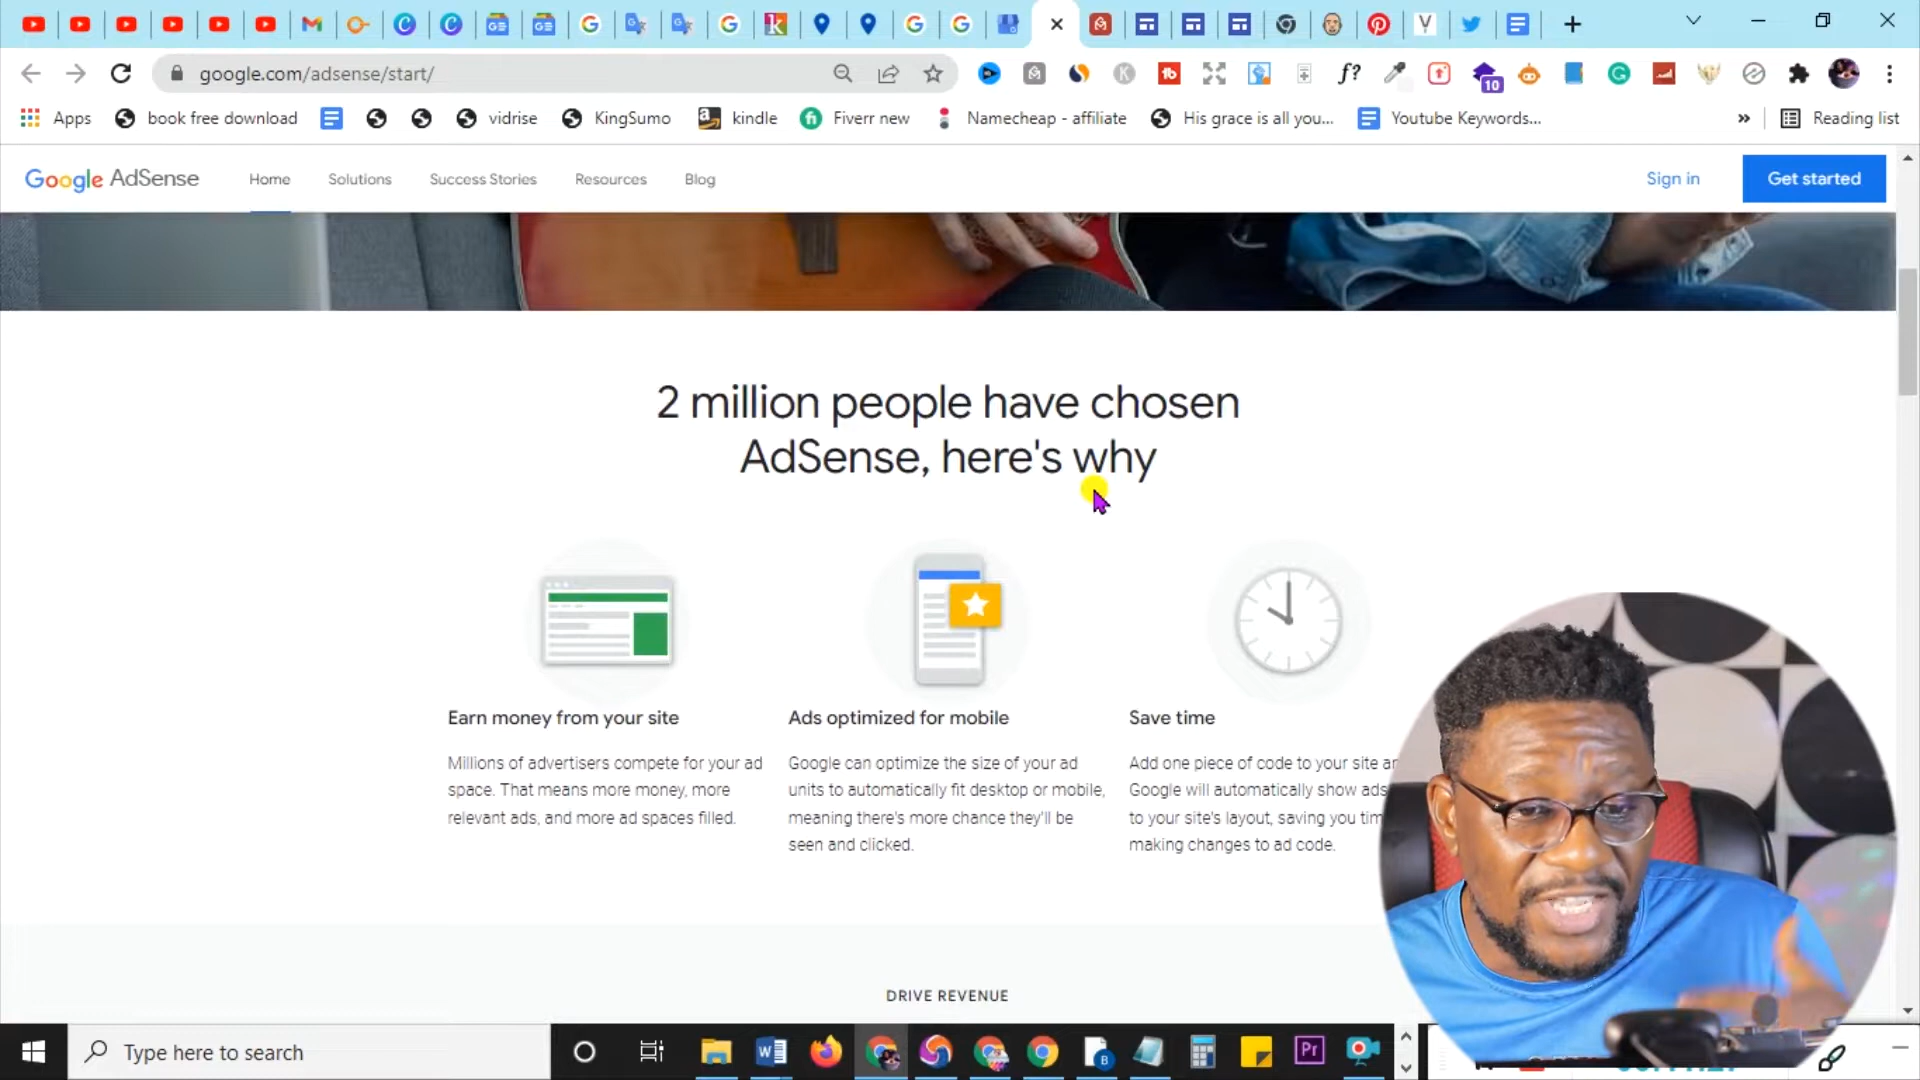 google.com/adsense/start/
f?
10
Apps
book free download
vidrise
KingSumo
kindle
Fiverr new
Namecheap - affiliate
His grace is all you...
Youtube Keywords...
»
Reading list
Google AdSense
Home
Solutions
Success Stories
Resources
Blog
Sign in
Get started
2 million people have chosen
AdSense, here's why
Earn money from your site
Millions of advertisers compete for your ad
space. That means more money, more
relevant ads, and more ad spaces filled.
Ads optimized for mobile
Google can optimize the size of your ad
units to automatically fit desktop or mobile,
meaning there's more chance they'll be
seen and clicked.
Save time
Add one piece of code to your site
Google will automatically show ads
to your site's layout, saving you
making changes to ad code.
DRIVE REVENUE
Type here to search
Pr